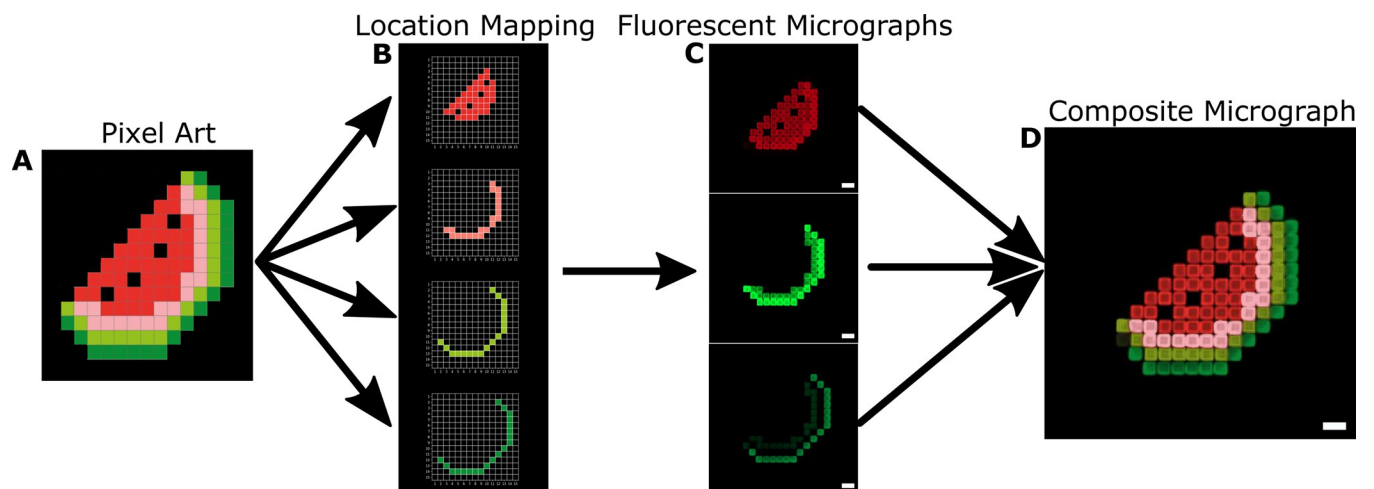 Location Mapping
Fluorescent Micrographs
B
C
Composite Micrograph
Pixel Art
D
A